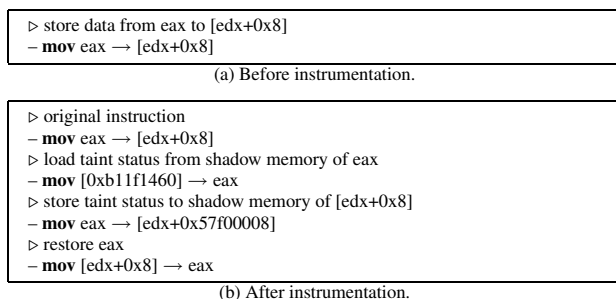 ▷ store data from eax to [edx+0x8]
– mov eax → [edx+0x8]
(a) Before instrumentation.
▷ original instruction
– mov eax → [edx+0x8]
▷ load taint status from shadow memory of eax
– mov [0xb11f1460] → eax
▷ store taint status to shadow memory of [edx+0x8]
– mov eax → [edx+0x57f00008]
▷ restore eax
– mov [edx+0x8] → eax
(b) After instrumentation.